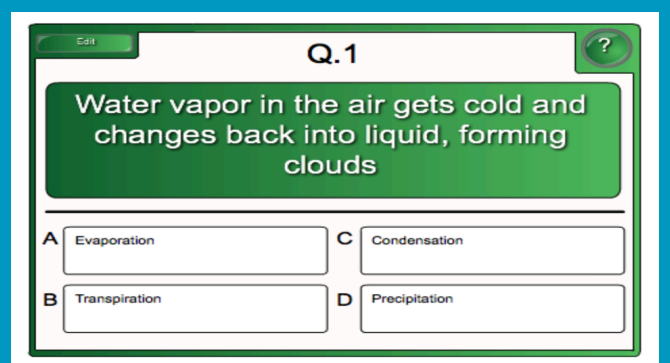 Edit
Q.1
?
Water vapor in the air gets cold and
changes back into liquid, forming
clouds
A Evaporation
B Transpiration
C Condensation
D Precipitation